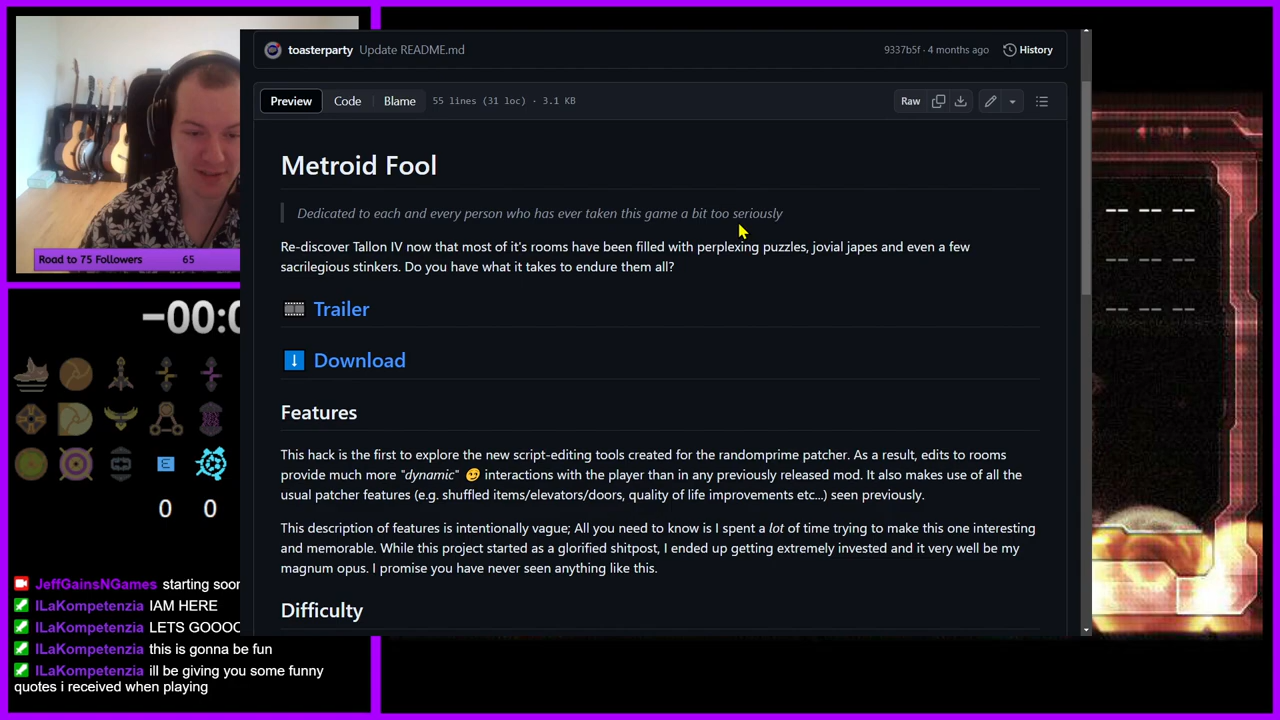 toasterparty Update README.md
9337b5f · 4 months ago
History
Preview
Code
Blame
55 lines (31 loc) · 3.1 KB
Raw
Metroid Fool
Dedicated to each and every person who has ever taken this game a bit too seriously
Re-discover Tallon IV now that most of it's rooms have been filled with perplexing puzzles, jovial japes and even a few
sacrilegious stinkers. Do you have what it takes to endure them all?
Trailer
Download
Features
This hack is the first to explore the new script-editing tools created for the randomprime patcher. As a result, edits to rooms
provide much more "dynamic" 😏 interactions with the player than in any previously released mod. It also makes use of all the
usual patcher features (e.g. shuffled items/elevators/doors, quality of life improvements etc...) seen previously.
This description of features is intentionally vague; All you need to know is I spent a lot of time trying to make this one interesting
and memorable. While this project started as a glorified shitpost, I ended up getting extremely invested and it very well be my
magnum opus. I promise you have never seen anything like this.
Difficulty
Road to 75 Followers 65
−00:0
E
0 0
JeffGainsNGames starting soon
ILaKompetenzia IAM HERE
ILaKompetenzia LETS GOOOO
ILaKompetenzia this is gonna be fun
ILaKompetenzia ill be giving you some funny
quotes i received when playing
-- -- --
-- -- --
-- -- --